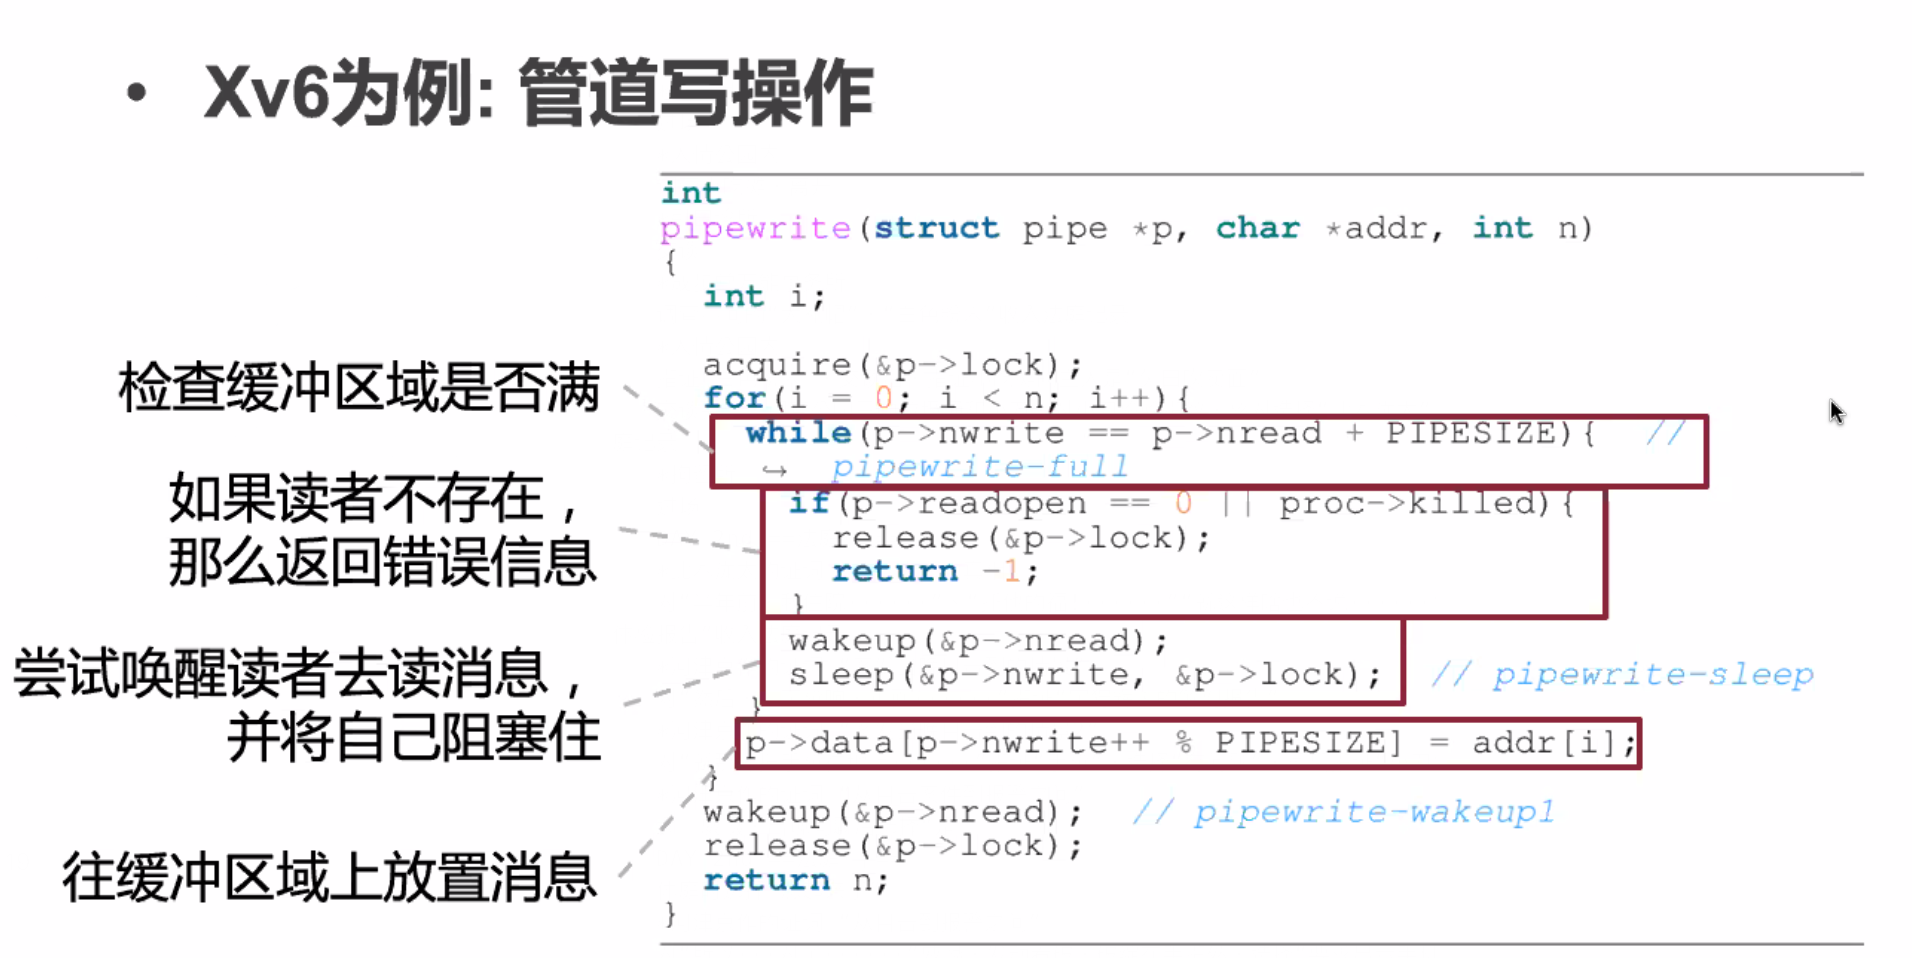 • Xv6为例: 管道写操作
int
pipewrite(struct pipe *p, char *addr, int n)
{
int i;
acquire(&p->lock);
for(i = 0; i < n; i++){
while(p->nwrite == p->nread + PIPESIZE){ //
↪ pipewrite-full
if(p->readopen == 0 || proc->killed){
release(&p->lock);
return -1;
}
wakeup(&p->nread);
sleep(&p->nwrite, &p->lock); // pipewrite-sleep
}
p->data[p->nwrite++ % PIPESIZE] = addr[i];
}
wakeup(&p->nread); // pipewrite-wakeup1
release(&p->lock);
return n;
}
检查缓冲区域是否满
如果读者不存在，
那么返回错误信息
尝试唤醒读者去读消息，
并将自己阻塞住
往缓冲区域上放置消息